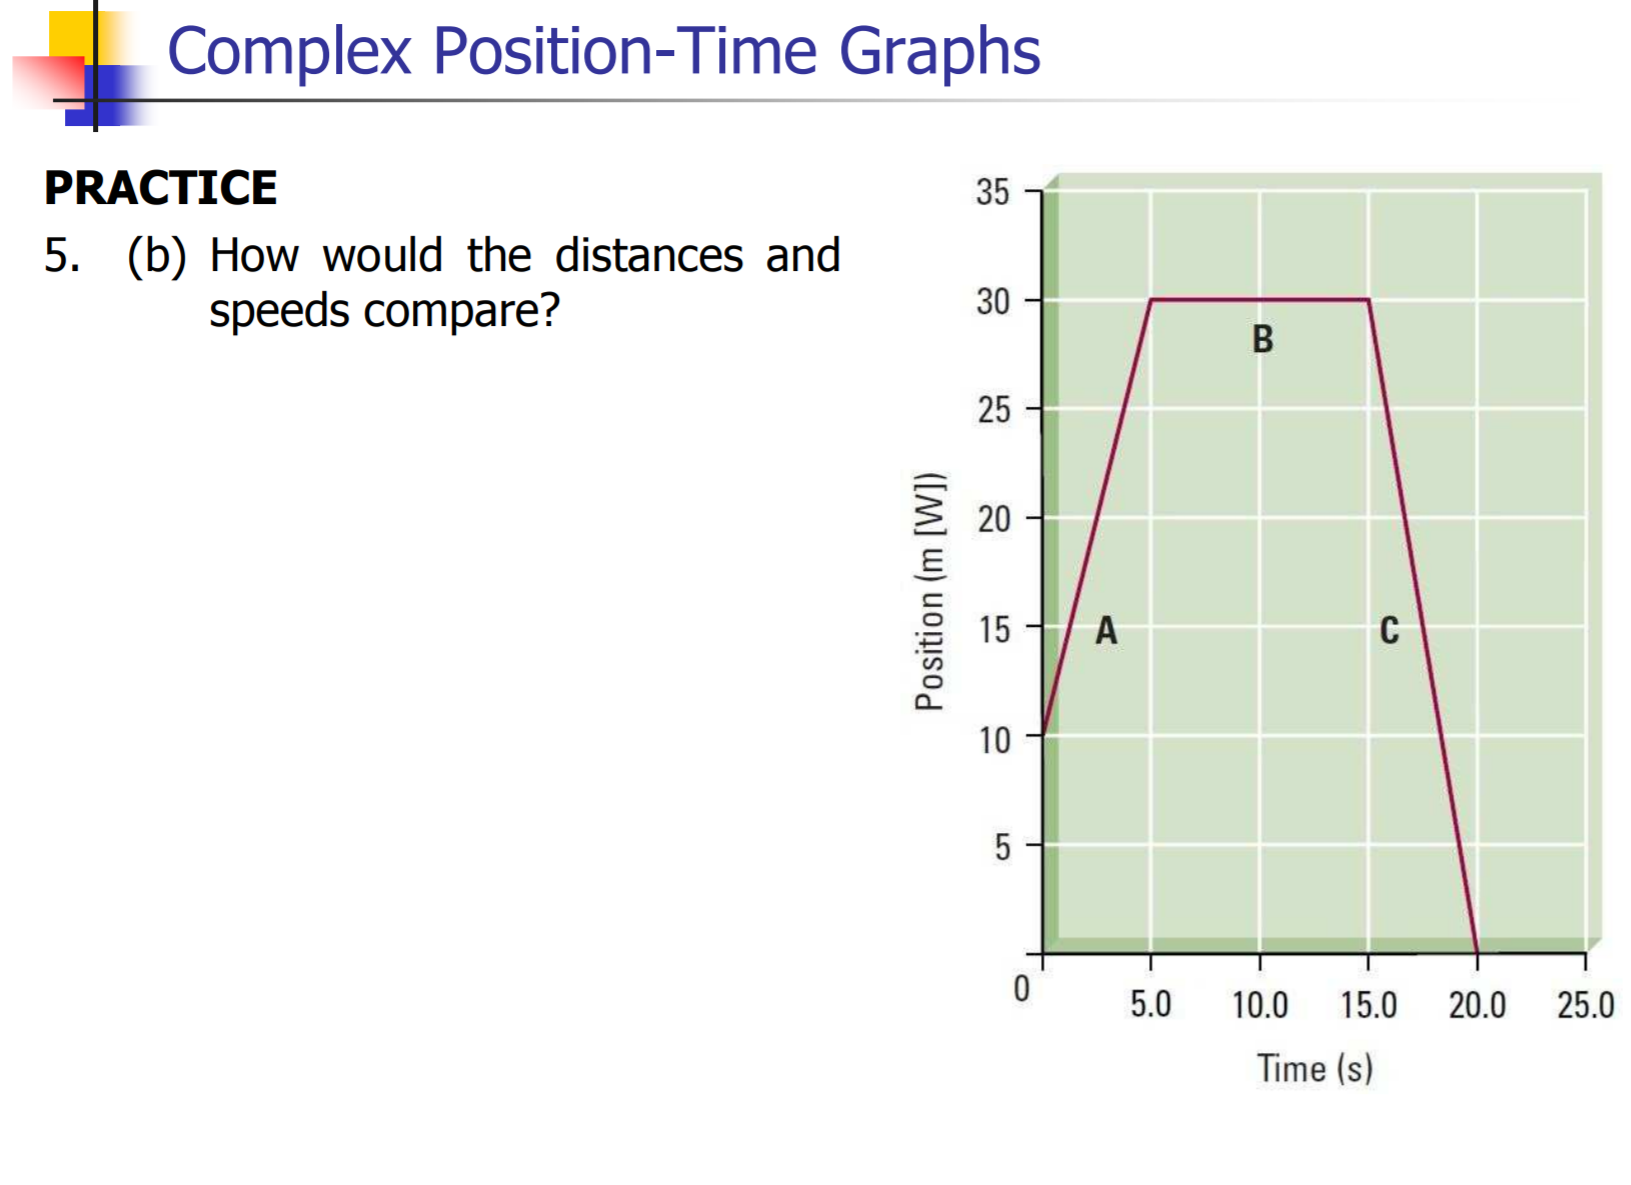 Complex Position-Time Graphs
PRACTICE
5. (b) How would the distances and
speeds compare?
35
30
25
20
15
10
5
0
Position (m [W])
A
B
C
5.0 10.0 15.0 20.0 25.0
Time (s)